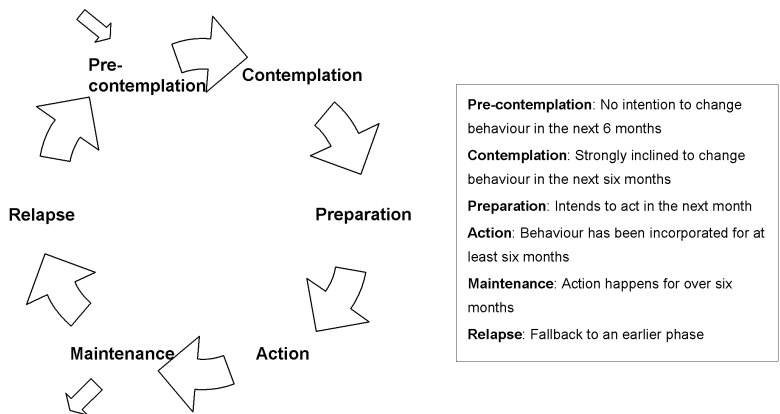 Pre-
contemplation
Contemplation
Relapse
Preparation
Maintenance
Action
Pre-contemplation: No intention to change
behaviour in the next 6 months
Contemplation: Strongly inclined to change
behaviour in the next six months
Preparation: Intends to act in the next month
Action: Behaviour has been incorporated for at
least six months
Maintenance: Action happens for over six
months
Relapse: Fallback to an earlier phase